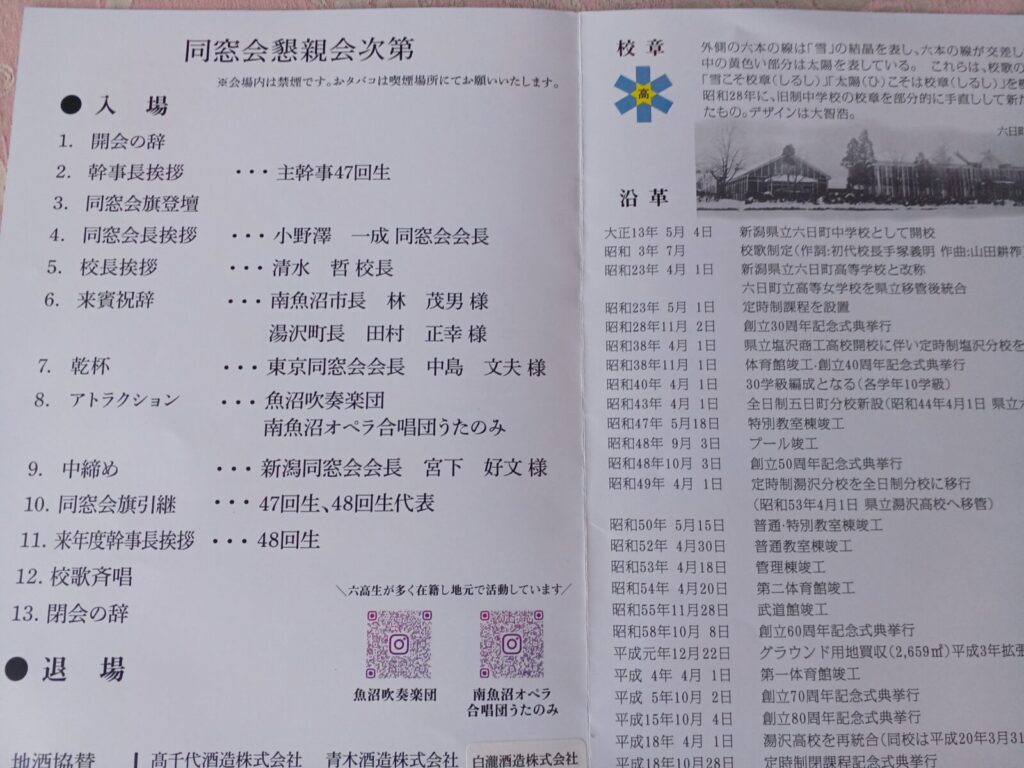 同窓会懇親会次第
※会場内は禁煙です。おタバコは喫煙場所にてお願いいたします。
● 入 場
1. 開会の辞
2. 幹事長挨拶 ・・・ 主幹事47回生
3. 同窓会旗登壇
4. 同窓会長挨拶 ・・・ 小野澤 一成 同窓会会長
5. 校長挨拶 ・・・ 清水 哲 校長
6. 来賓祝辞 ・・・ 南魚沼市長 林 茂男 様
湯沢町長 田村 正幸 様
7. 乾杯 ・・・ 東京同窓会会長 中島 文夫 様
8. アトラクション ・・・ 魚沼吹奏楽団
南魚沼オペラ合唱団うたのみ
9. 中締め ・・・ 新潟同窓会会長 宮下 好文 様
10. 同窓会旗引継 ・・・ 47回生、48回生代表
11. 来年度幹事長挨拶 ・・・ 48回生
12. 校歌斉唱
13. 閉会の辞
＼六高生が多く在籍し地元で活動しています／
魚沼吹奏楽団
南魚沼オペラ
合唱団うたのみ
● 退 場
地酒協賛 髙千代酒造株式会社 青木酒造株式会社 白瀧酒造株式会社
校章
高
外側の六本の線は「雪」の結晶を表し、六本の線が交差し
中の黄色い部分は太陽を表している。 これらは、校歌の
「雪こそ校章(しるし)」「太陽(ひ)こそは校章(しるし)」を
昭和28年に、旧制中学校の校章を部分的に手直しして新た
たもの。デザインは大智浩。
六日町
沿革
大正13年 5月 4日 新潟県立六日町中学校として開校
昭和 3年 7月 校歌制定(作詞:初代校長手塚義明 作曲:山田耕筰
昭和23年 4月 1日 新潟県立六日町高等学校と改称
六日町立高等女学校を県立移管後統合
昭和23年 5月 1日 定時制課程を設置
昭和28年11月 2日 創立30周年記念式典挙行
昭和38年 4月 1日 県立塩沢商工高校開校に伴い定時制塩沢分校を
昭和38年11月 1日 体育館竣工・創立40周年記念式典挙行
昭和40年 4月 1日 30学級編成となる(各学年10学級)
昭和43年 4月 1日 全日制五日町分校新設(昭和44年4月1日 県立
昭和47年 5月18日 特別教室棟竣工
昭和48年 9月 3日 プール竣工
昭和48年10月 3日 創立50周年記念式典挙行
昭和49年 4月 1日 定時制湯沢分校を全日制分校に移行
(昭和53年4月1日 県立湯沢高校へ移管)
昭和50年 5月15日 普通・特別教室棟竣工
昭和52年 4月30日 普通教室棟竣工
昭和53年 4月18日 管理棟竣工
昭和54年 4月20日 第二体育館竣工
昭和55年11月28日 武道館竣工
昭和58年10月 8日 創立60周年記念式典挙行
平成元年12月22日 グラウンド用地買収(2,659㎡)平成3年拡張
平成 4年 4月 1日 第一体育館竣工
平成 5年10月 2日 創立70周年記念式典挙行
平成15年10月 4日 創立80周年記念式典挙行
平成18年 4月 1日 湯沢高校を再統合(同校は平成20年3月31
平成18年10月28日 定時制閉課程記念式典挙行